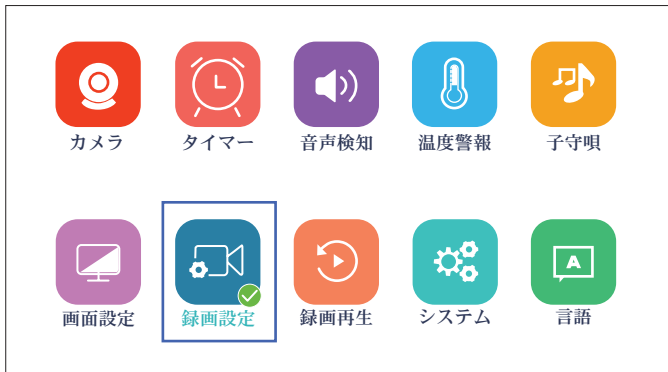 カメラ タイマー 音声検知 温度警報 子守唄
画面設定 録画設定 録画再生 システム 言語
A